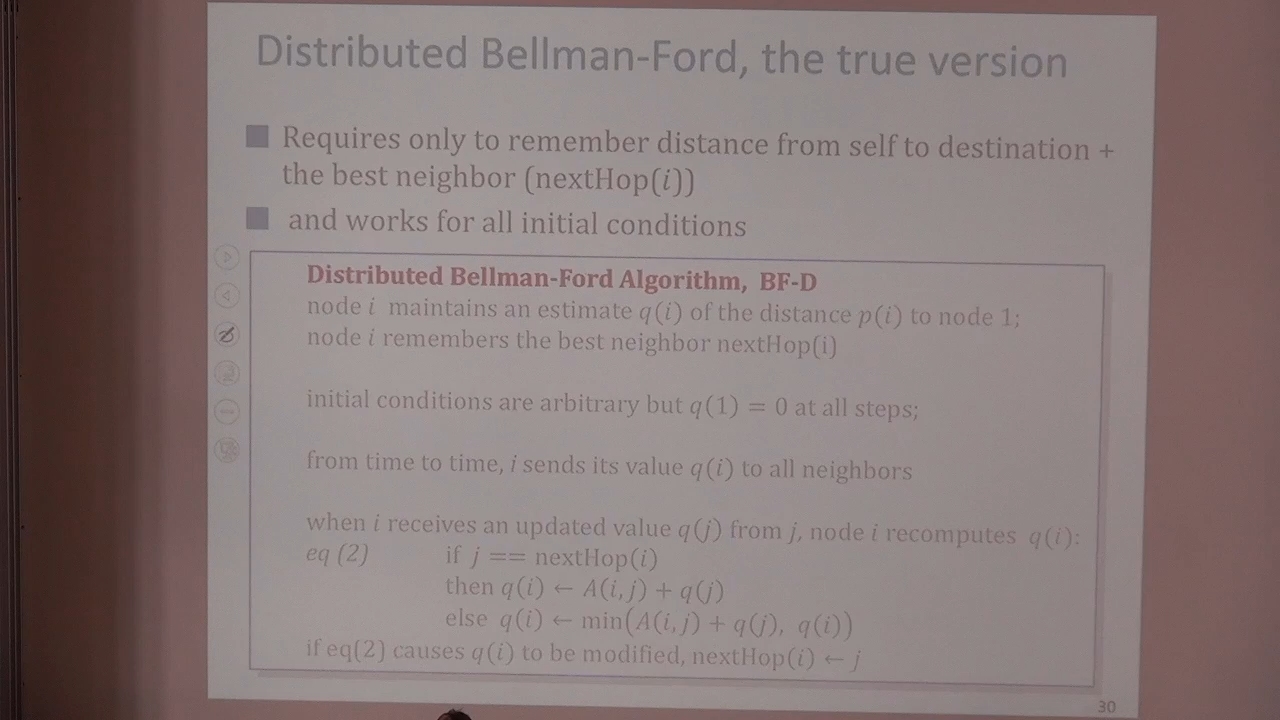 Distributed Bellman-Ford, the true version
Requires only to remember distance from self to destination +
the best neighbor (nextHop(i))
and works for all initial conditions
Distributed Bellman-Ford Algorithm, BF-D
node i maintains an estimate q(i) of the distance p(i) to node 1;
node i remembers the best neighbor nextHop(i)
initial conditions are arbitrary but q(1) = 0 at all steps;
from time to time, i sends its value q(i) to all neighbors
when i receives an updated value q(j) from j, node i recomputes q(i):
eq (2) if j == nextHop(i)
then q(i) ← A(i,j) + q(j)
else q(i) ← min(A(i,j) + q(j), q(i))
if eq(2) causes q(i) to be modified, nextHop(i) ← j
30